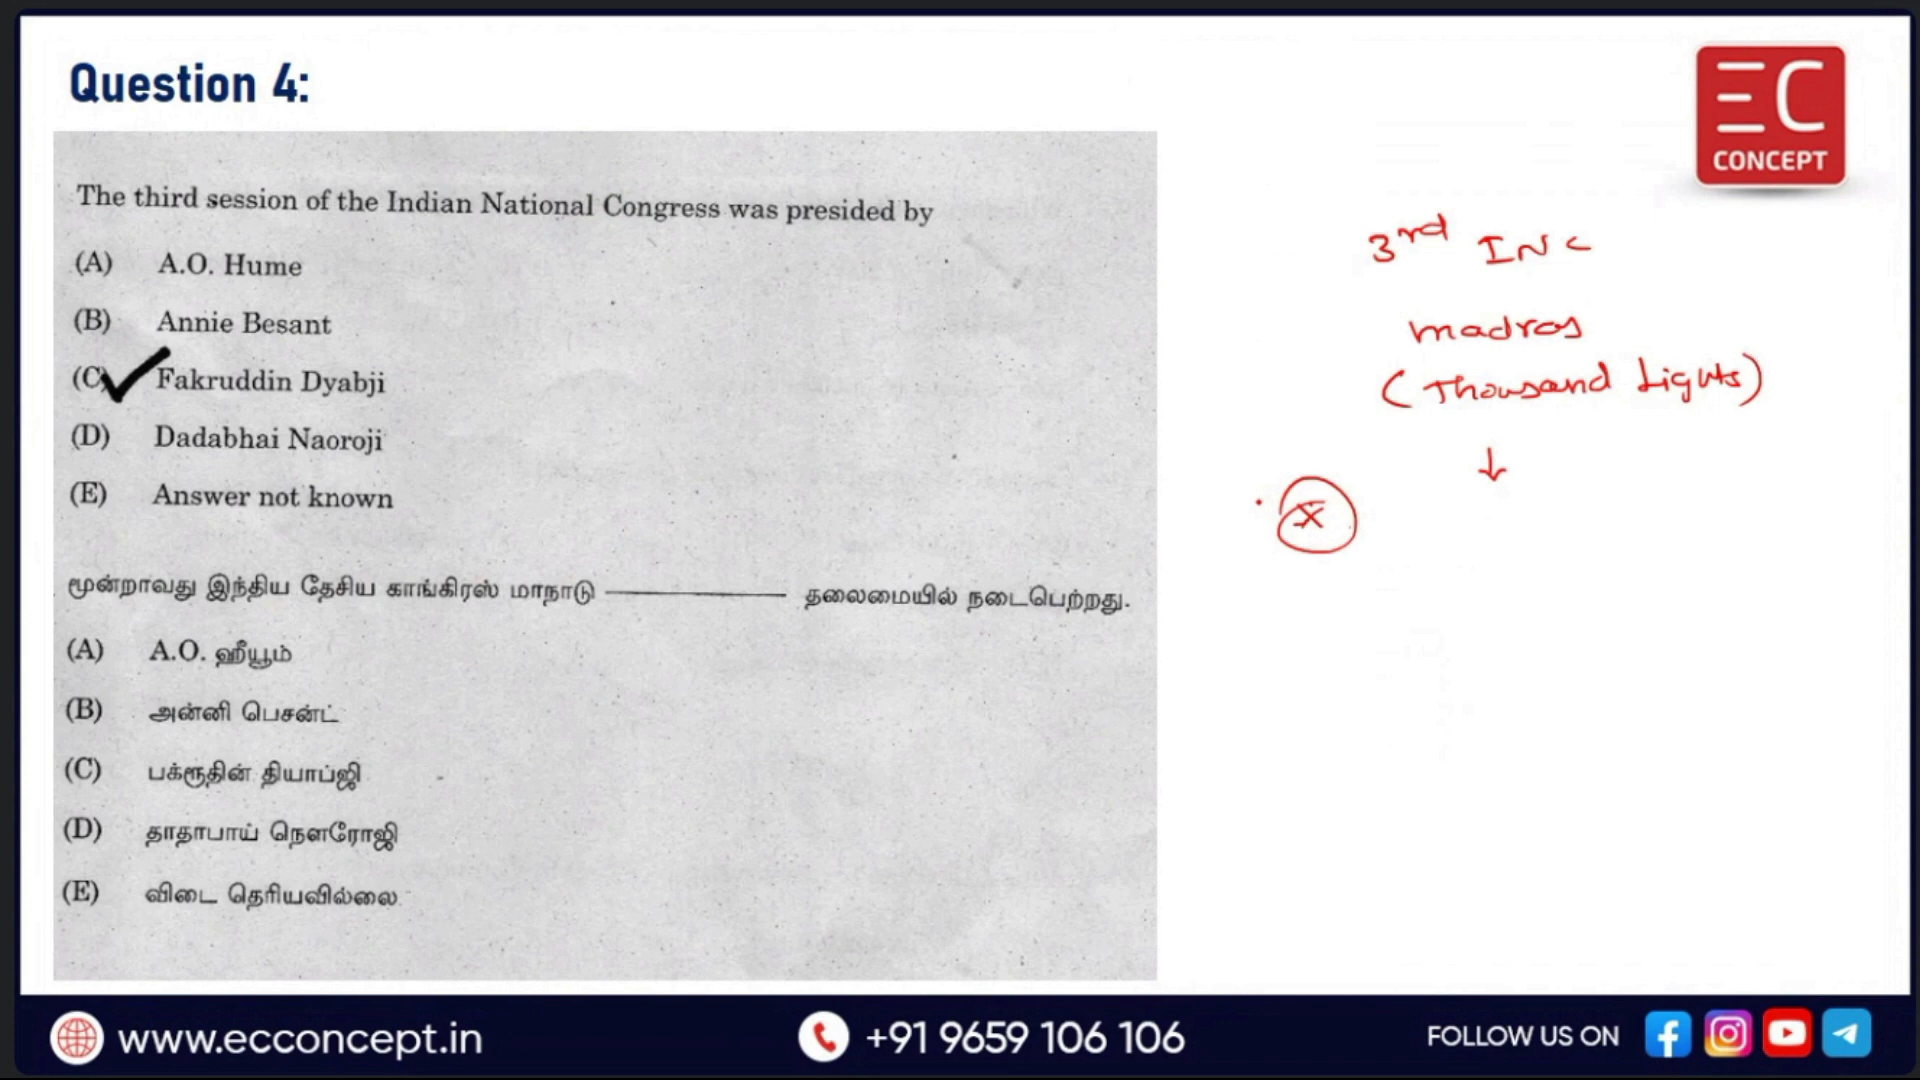 Question 4:
EC
CONCEPT
The third session of the Indian National Congress was presided by
(A) A.O. Hume
(B) Annie Besant
(C) Fakruddin Dyabji
(D) Dadabhai Naoroji
(E) Answer not known
மூன்றாவது இந்திய தேசிய காங்கிரஸ் மாநாடு ———— தலைமையில் நடைபெற்றது.
(A) A.O. ஹீயூம்
(B) அன்னி பெசன்ட்
(C) பக்ரூதின் தியாப்ஜி
(D) தாதாபாய் நௌரோஜி
(E) விடை தெரியவில்லை
3rd INC
madras
(Thousand Lights)
↓
X
www.ecconcept.in
+91 9659 106 106
FOLLOW US ON